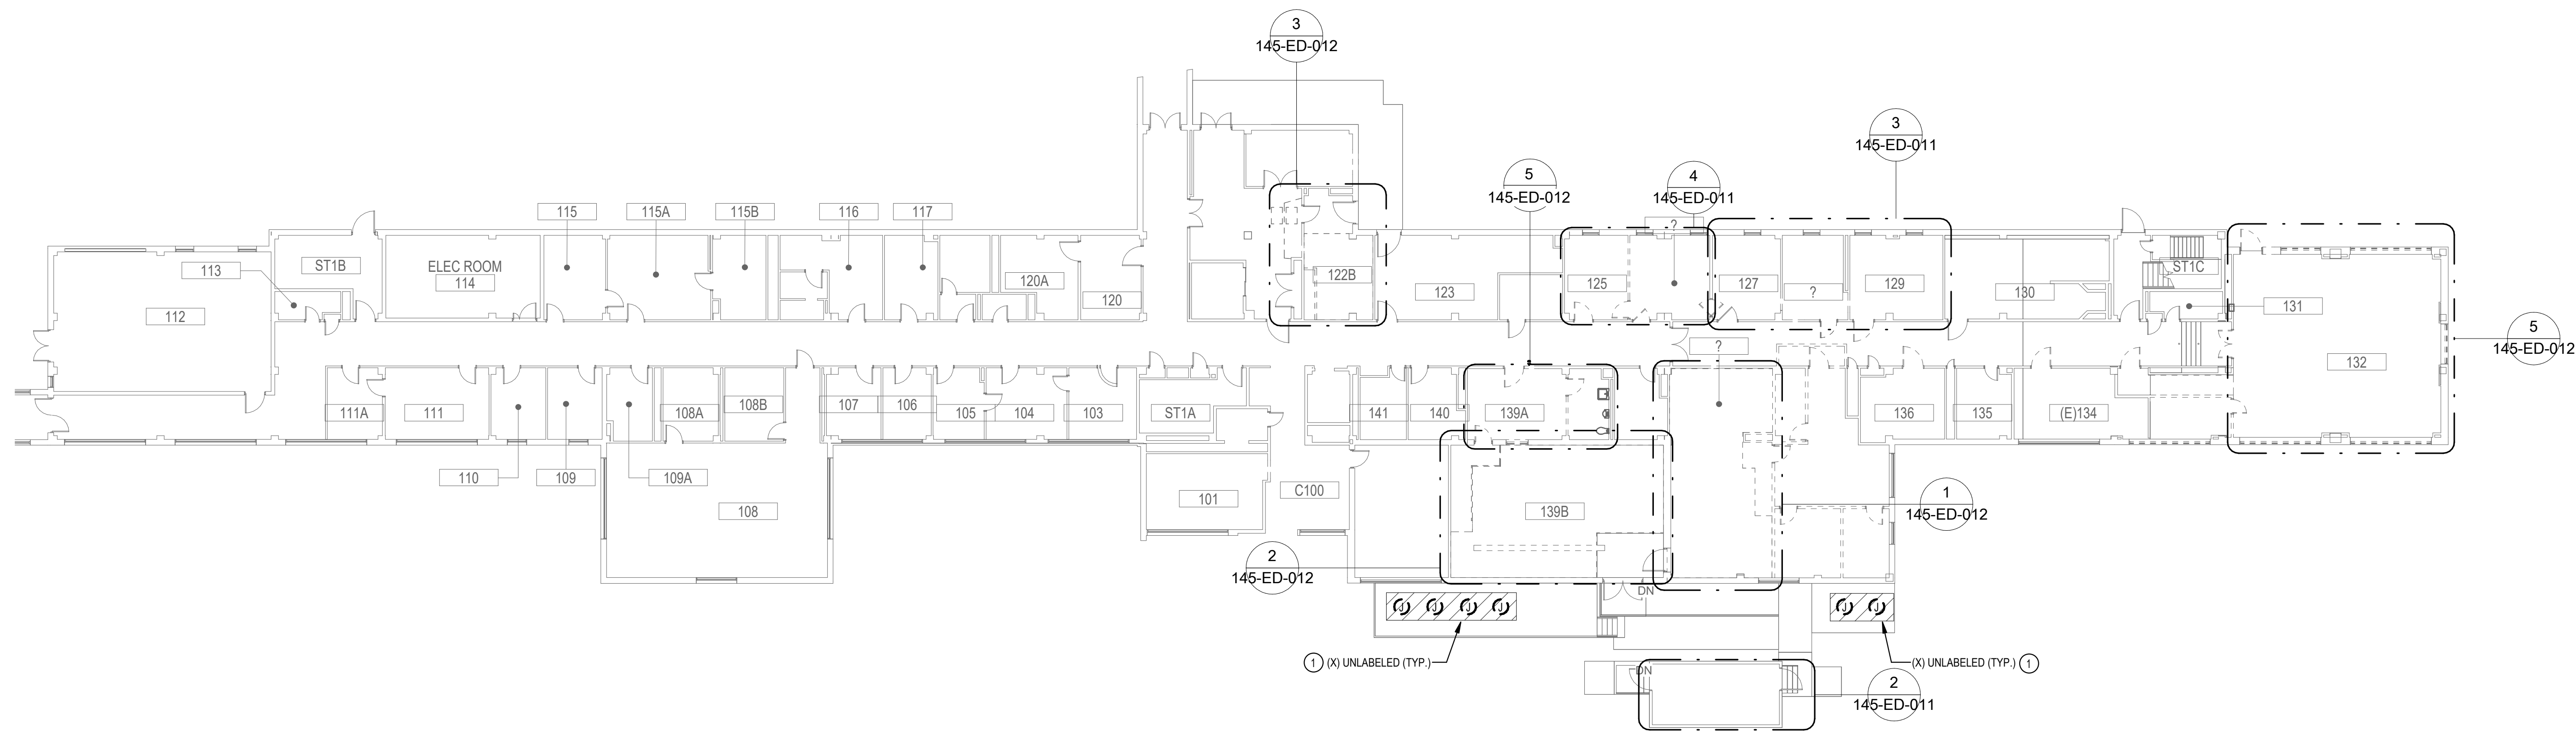 3
145-ED-012
3
145-ED-011
5
145-ED-012
4
145-ED-011
115
115A
115B
116
117
?
113
ST1B
ELEC ROOM
114
120A
120
122B
123
125
127
?
129
130
ST1C
131
112
5
145-ED-012
?
132
111A
111
108A
108B
107
106
105
104
103
ST1A
141
140
139A
136
135
(E)134
110
109
109A
101
C100
108
139B
1
145-ED-012
2
145-ED-012
DN
J
J
J
J
J
J
1
(X) UNLABELED (TYP.)
(X) UNLABELED (TYP.)
1
DN
2
145-ED-011